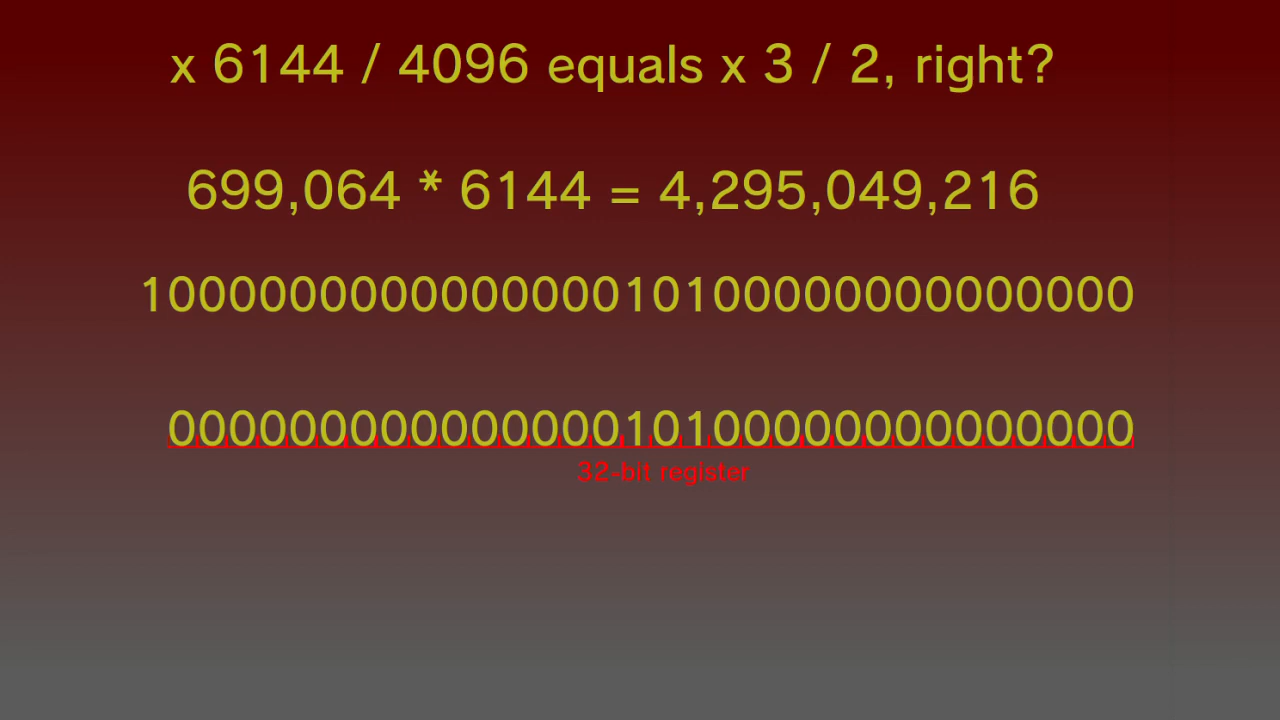 x 6144 / 4096 equals x 3 / 2, right?
699,064 * 6144 = 4,295,049,216
100000000000000010100000000000000
00000000000000010100000000000000
32-bit register